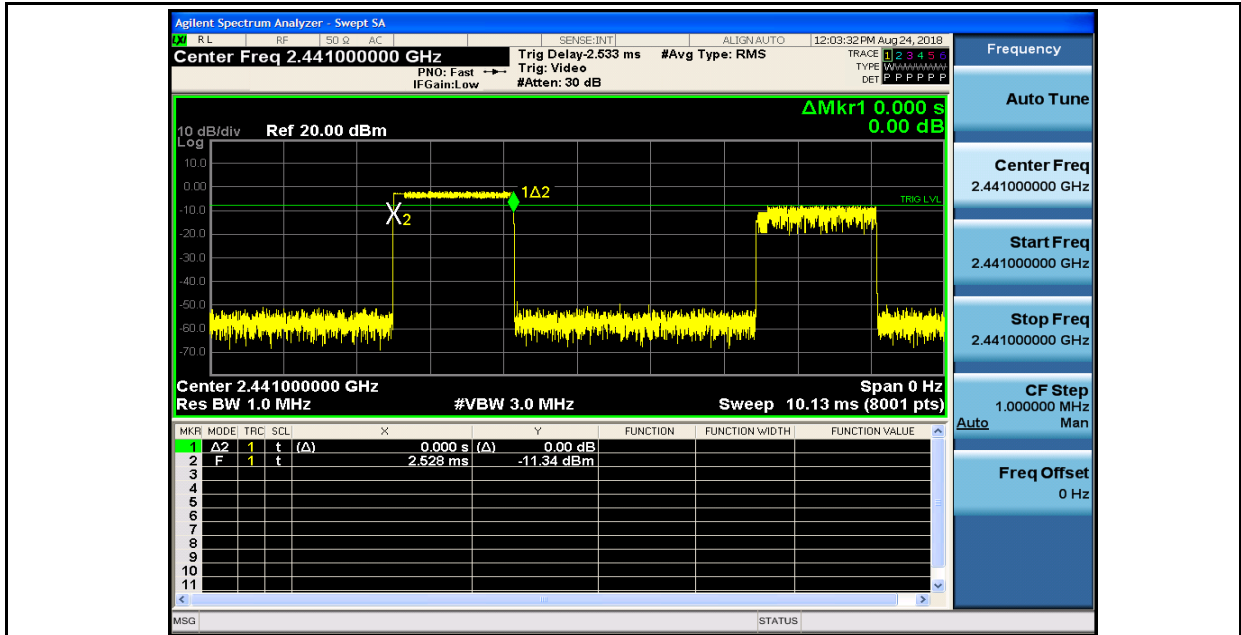 Agilent Spectrum Analyzer - Swept SA
LXI RL RF 50 Ω AC SENSE:INT ALIGN AUTO 12:03:32 PM Aug 24, 2018
Center Freq 2.441000000 GHz
PNO: Fast
IFGain:Low
Trig Delay-2.533 ms
Trig: Video
#Atten: 30 dB
#Avg Type: RMS
TRACE 1 2 3 4 5 6
TYPE
DET P P P P P P
ΔMkr1 0.000 s
0.00 dB
10 dB/div Ref 20.00 dBm
Log
10.0
0.00
-10.0
-20.0
-30.0
-40.0
-50.0
-60.0
-70.0
1Δ2
TRIG LVL
X2
Center 2.441000000 GHz Span 0 Hz
Res BW 1.0 MHz #VBW 3.0 MHz Sweep 10.13 ms (8001 pts)
MKR MODE TRC SCL X Y FUNCTION FUNCTION WIDTH FUNCTION VALUE
1 Δ2 1 t (Δ) 0.000 s (Δ) 0.00 dB
2 F 1 t 2.528 ms -11.34 dBm
3
4
5
6
7
8
9
10
11
MSG STATUS
Frequency
Auto Tune
Center Freq
2.441000000 GHz
Start Freq
2.441000000 GHz
Stop Freq
2.441000000 GHz
CF Step
1.000000 MHz
Auto Man
Freq Offset
0 Hz